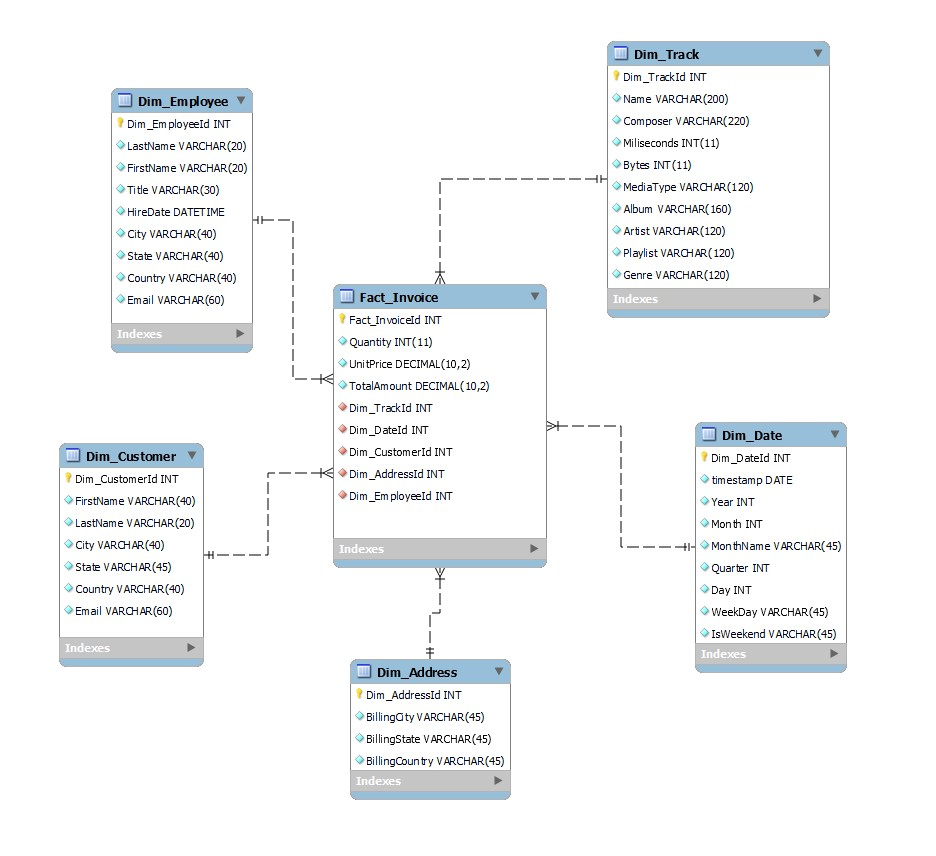 Dim_Employee
Dim_EmployeeId INT
LastName VARCHAR(20)
FirstName VARCHAR(20)
Title VARCHAR(30)
HireDate DATETIME
City VARCHAR(40)
State VARCHAR(40)
Country VARCHAR(40)
Email VARCHAR(60)
Indexes
Dim_Track
Dim_TrackId INT
Name VARCHAR(200)
Composer VARCHAR(220)
Miliseconds INT(11)
Bytes INT(11)
MediaType VARCHAR(120)
Album VARCHAR(160)
Artist VARCHAR(120)
Playlist VARCHAR(120)
Genre VARCHAR(120)
Indexes
Fact_Invoice
Fact_InvoiceId INT
Quantity INT(11)
UnitPrice DECIMAL(10,2)
TotalAmount DECIMAL(10,2)
Dim_TrackId INT
Dim_DateId INT
Dim_CustomerId INT
Dim_AddressId INT
Dim_EmployeeId INT
Indexes
Dim_Customer
Dim_CustomerId INT
FirstName VARCHAR(40)
LastName VARCHAR(20)
City VARCHAR(40)
State VARCHAR(45)
Country VARCHAR(40)
Email VARCHAR(60)
Indexes
Dim_Date
Dim_DateId INT
timestamp DATE
Year INT
Month INT
MonthName VARCHAR(45)
Quarter INT
Day INT
WeekDay VARCHAR(45)
IsWeekend VARCHAR(45)
Indexes
Dim_Address
Dim_AddressId INT
BillingCity VARCHAR(45)
BillingState VARCHAR(45)
BillingCountry VARCHAR(45)
Indexes